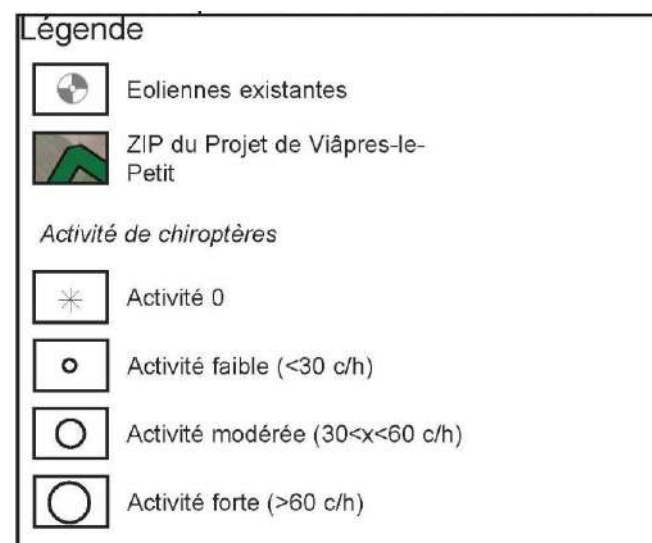 Légende
Eoliennes existantes
ZIP du Projet de Viâpres-le-
Petit
Activité de chiroptères
Activité 0
Activité faible (<30 c/h)
Activité modérée (30<x<60 c/h)
Activité forte (>60 c/h)